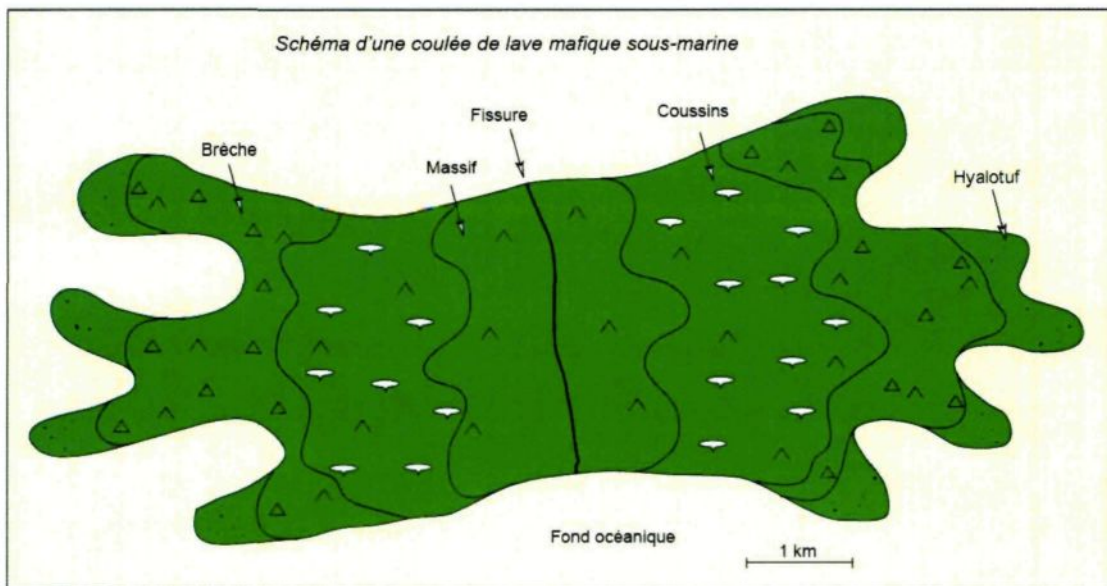 Schéma d'une coulée de lave mafique sous-marine
Fissure
Coussins
Brèche
Massif
Hyalotuf
Fond océanique
1 km